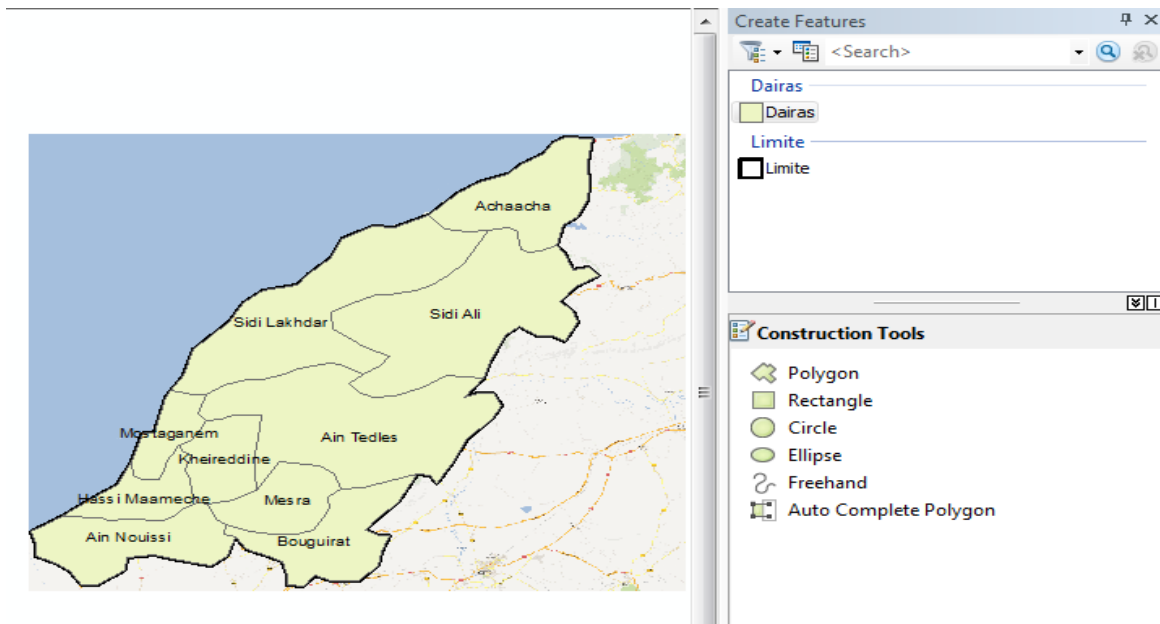 Achaacha
Sidi Ali
Sidi Lakhdar
Mostaganem
Ain Tedles
Kheireddine
Hassi Maameche
Mesra
Ain Nouissi
Bouguirat
Create Features
<Search>
Dairas
Dairas
Limite
Limite
Construction Tools
Polygon
Rectangle
Circle
Ellipse
Freehand
Auto Complete Polygon